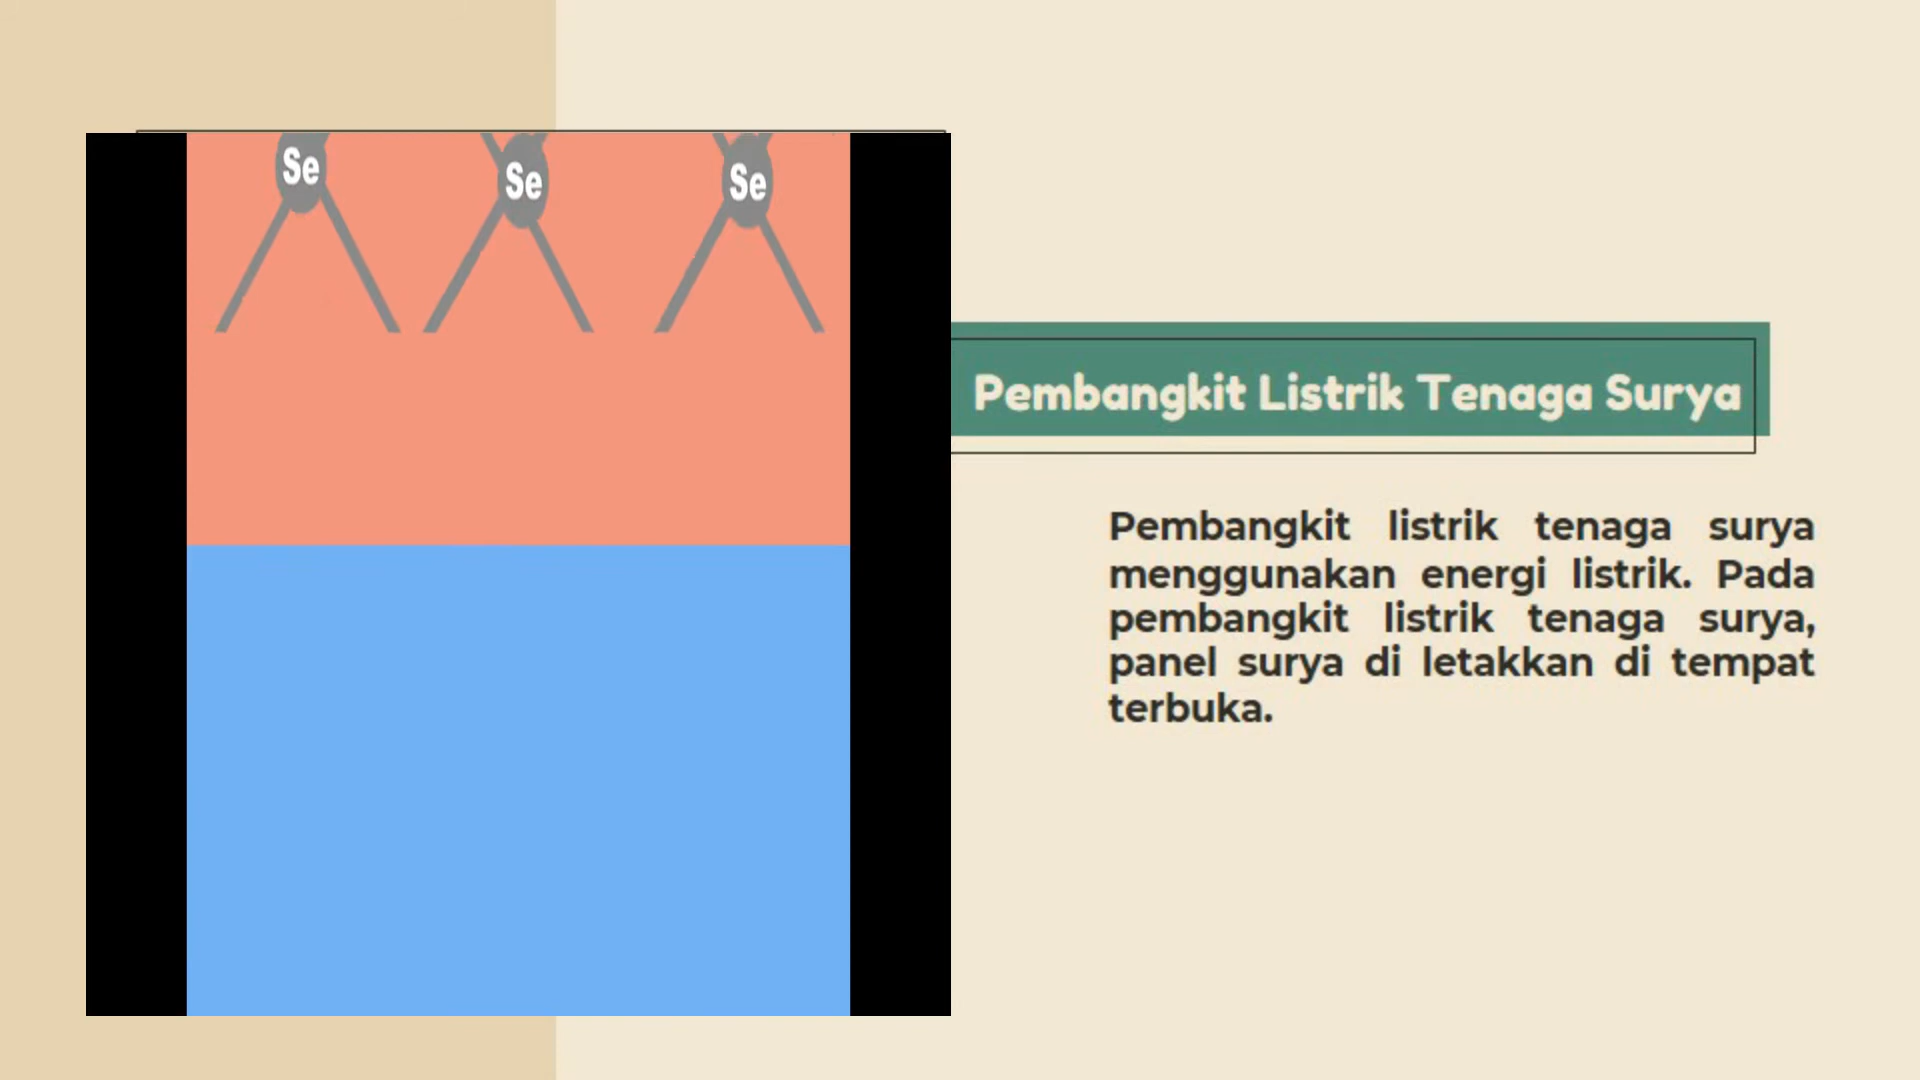 Se Se Se
Pembangkit Listrik Tenaga Surya
Pembangkit listrik tenaga surya
menggunakan energi listrik. Pada
pembangkit listrik tenaga surya,
panel surya di letakkan di tempat
terbuka.